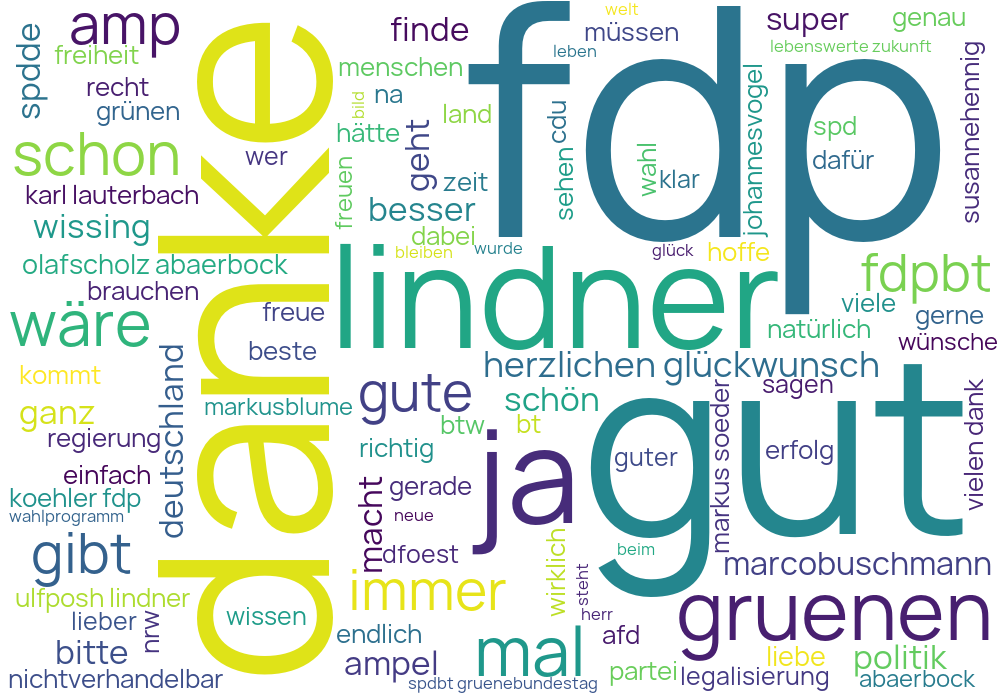 amp
finde
welt
super
genau
müssen
spdde
freiheit
leben
lebenswerte zukunft
menschen
recht
na
bild
grünen
danke
fdp
land
cdu
johannesvogel
susannehennig
hätte
geht
spd
schon
wer
freuen
zeit
sehen
wahl
klar
dafür
karl lauterbach
besser
wissing
dabei
wurde
bleiben
glück
hoffe
olafscholz abaerbock
lindner
fdpbt
brauchen
viele
wäre
freue
gerne
natürlich
wünsche
beste
herzlichen glückwunsch
kommt
deutschland
gute
schön
sagen
markusblume
ganz
btw
bt
gut
markus soeder
vielen dank
regierung
richtig
ja
guter
erfolg
einfach
macht
gerade
koehler fdp
wahlprogramm
neue
gibt
dfoest
wirklich
beim
marcobuschmann
ulfposh lindner
immer
steht
herr
gruenen
lieber
nrw
wissen
endlich
mal
afd
bitte
ampel
liebe
politik
nichtverhandelbar
spdbt gruenebundestag
partei
legalisierung
abaerbock